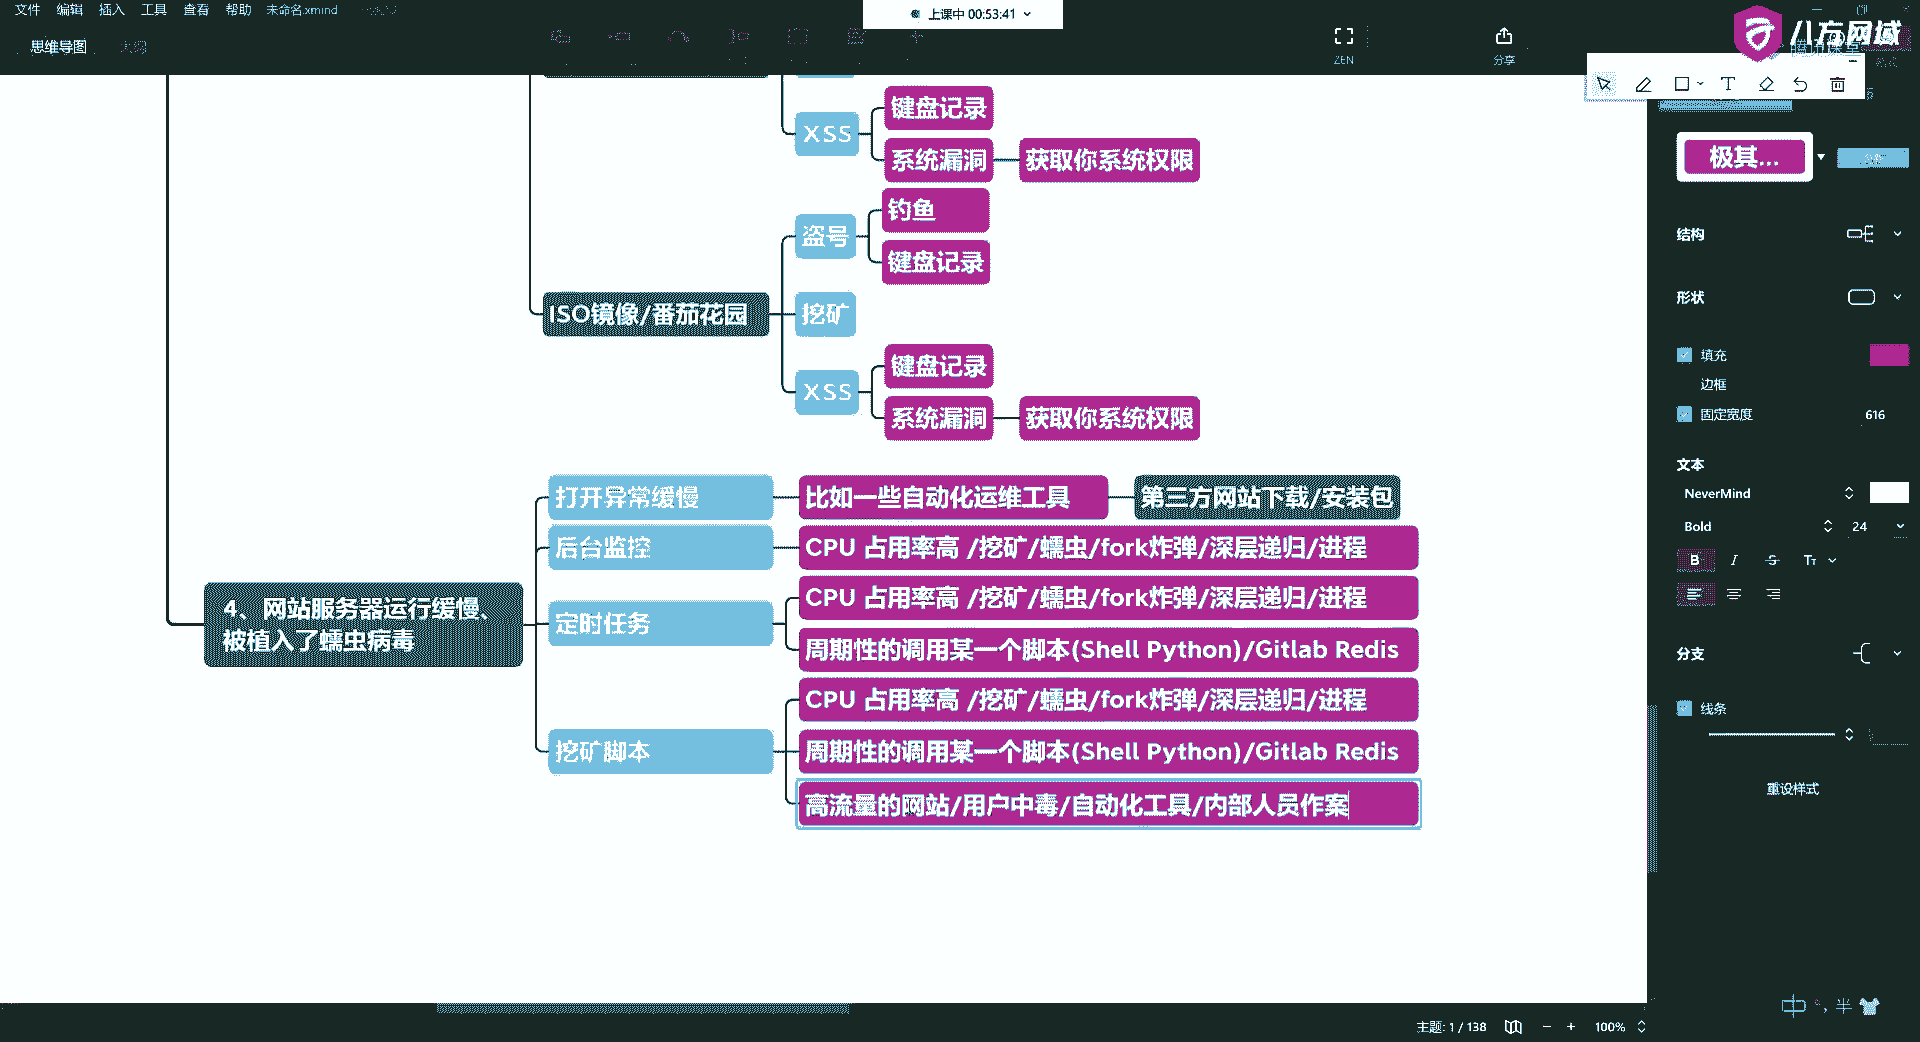 文件 编辑 插入 工具 查看 帮助 未命名.xmind
上课中 00:53:41
八方网域
思维导图
ZEN
分享
XSS
键盘记录
系统漏洞
获取你系统权限
盗号
钓鱼
键盘记录
ISO镜像/番茄花园
挖矿
XSS
键盘记录
系统漏洞
获取你系统权限
4、网站服务器运行缓慢、
被植入了蠕虫病毒
打开异常缓慢
比如一些自动化运维工具
第三方网站下载/安装包
后台监控
CPU 占用率高 /挖矿/蠕虫/fork炸弹/深层递归/进程
定时任务
CPU 占用率高 /挖矿/蠕虫/fork炸弹/深层递归/进程
周期性的调用某一个脚本(Shell Python)/Gitlab Redis
挖矿脚本
CPU 占用率高 /挖矿/蠕虫/fork炸弹/深层递归/进程
周期性的调用某一个脚本(Shell Python)/Gitlab Redis
高流量的网站/用户中毒/自动化工具/内部人员作案
极其...
结构
形状
填充
边框
固定宽度 616
文本
NeverMind
Bold 24
B I S Tт
分支
线条
重设样式
中 °, 半
主题: 1 / 138 − + 100%